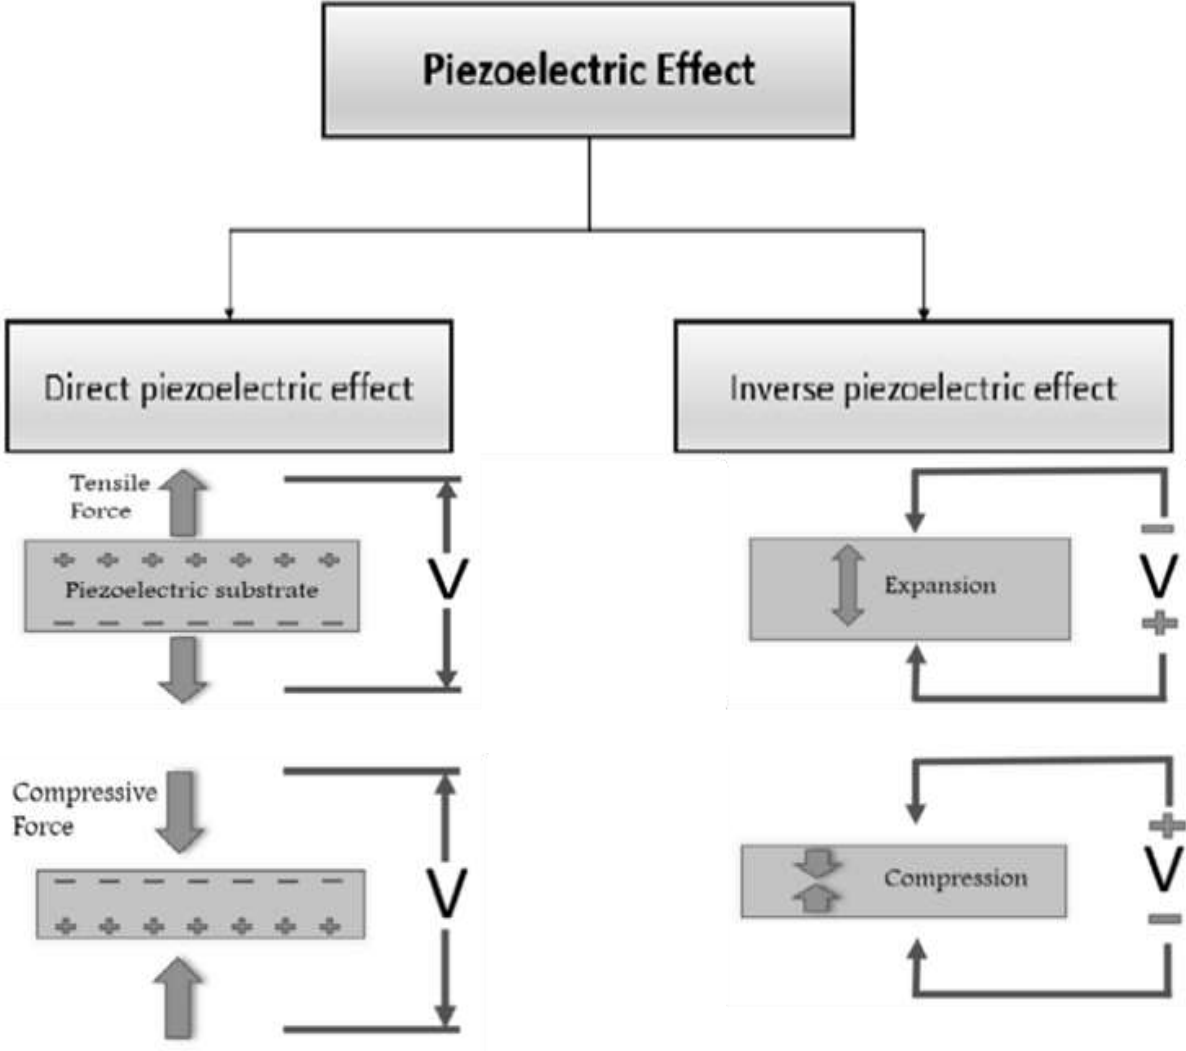 Piezoelectric Effect
Direct piezoelectric effect
Inverse piezoelectric effect
Tensile
Force
+ + + + + + +
Piezoelectric substrate
− − − − − − −
V
−
Expansion
V
+
Compressive
Force
− − − − − − −
+ + + + + + +
V
+
Compression
V
−